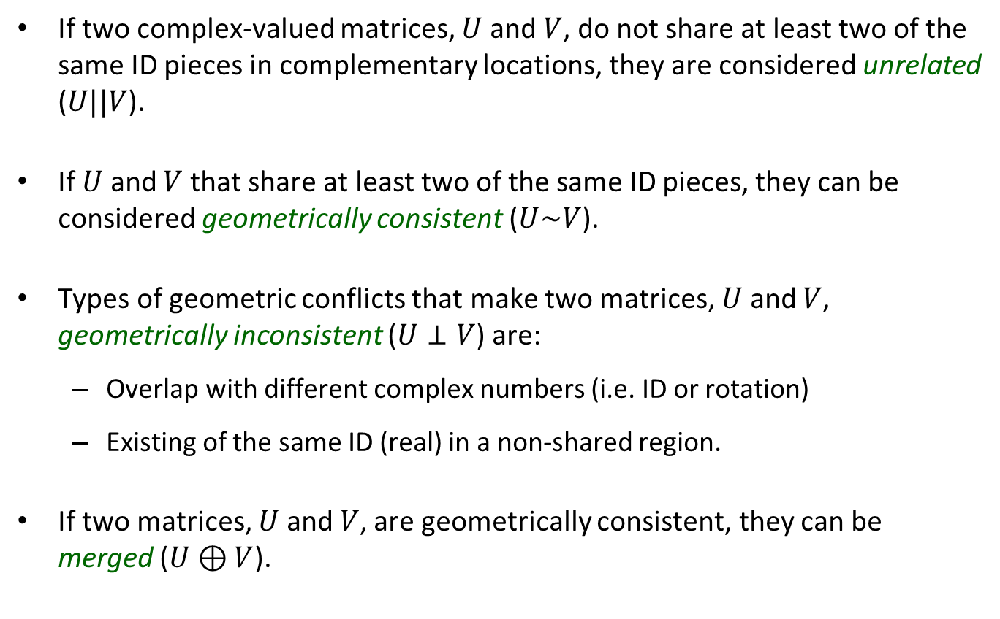 • If two complex-valued matrices, U and V, do not share at least two of the
same ID pieces in complementary locations, they are considered unrelated
(U||V).
• If U and V that share at least two of the same ID pieces, they can be
considered geometrically consistent (U~V).
• Types of geometric conflicts that make two matrices, U and V,
geometrically inconsistent (U ⊥ V) are:
– Overlap with different complex numbers (i.e. ID or rotation)
– Existing of the same ID (real) in a non-shared region.
• If two matrices, U and V, are geometrically consistent, they can be
merged (U ⊕ V).